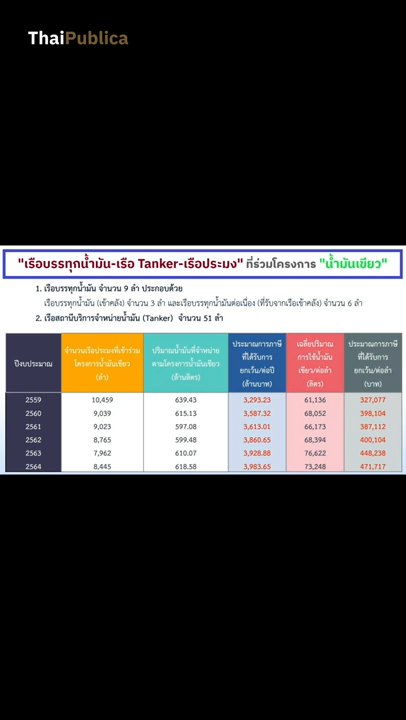 ThaiPublica
"เรือบรรทุกน้ำมัน-เรือ Tanker-เรือประมง" ที่ร่วมโครงการ "น้ำมันเขียว"
1. เรือบรรทุกน้ำมัน จำนวน 9 ลำ ประกอบด้วย
เรือบรรทุกน้ำมัน (เข้าคลัง) จำนวน 3 ลำ และเรือบรรทุกน้ำมันต่อเนื่อง (ที่รับจากเรือเข้าคลัง) จำนวน 6 ลำ
2. เรือสถานีบริการจำหน่ายน้ำมัน (Tanker) จำนวน 51 ลำ
ปีงบประมาณ
จำนวนเรือประมงที่เข้าร่วม
โครงการน้ำมันเขียว
(ลำ)
ปริมาณน้ำมันที่จำหน่าย
ตามโครงการน้ำมันเขียว
(ล้านลิตร)
ประมาณการภาษี
ที่ได้รับการ
ยกเว้น/ต่อปี
(ล้านบาท)
เฉลี่ยปริมาณ
การใช้น้ำมัน
เขียว/ต่อลำ
(ลิตร)
ประมาณการภาษี
ที่ได้รับการ
ยกเว้น/ต่อลำ
(บาท)
2559 10,459 639.43 3,293.23 61,136 327,077
2560 9,039 615.13 3,587.32 68,052 398,104
2561 9,023 597.08 3,613.01 66,173 387,112
2562 8,765 599.48 3,860.65 68,394 400,104
2563 7,962 610.07 3,928.88 76,622 448,238
2564 8,445 618.58 3,983.65 73,248 471,717